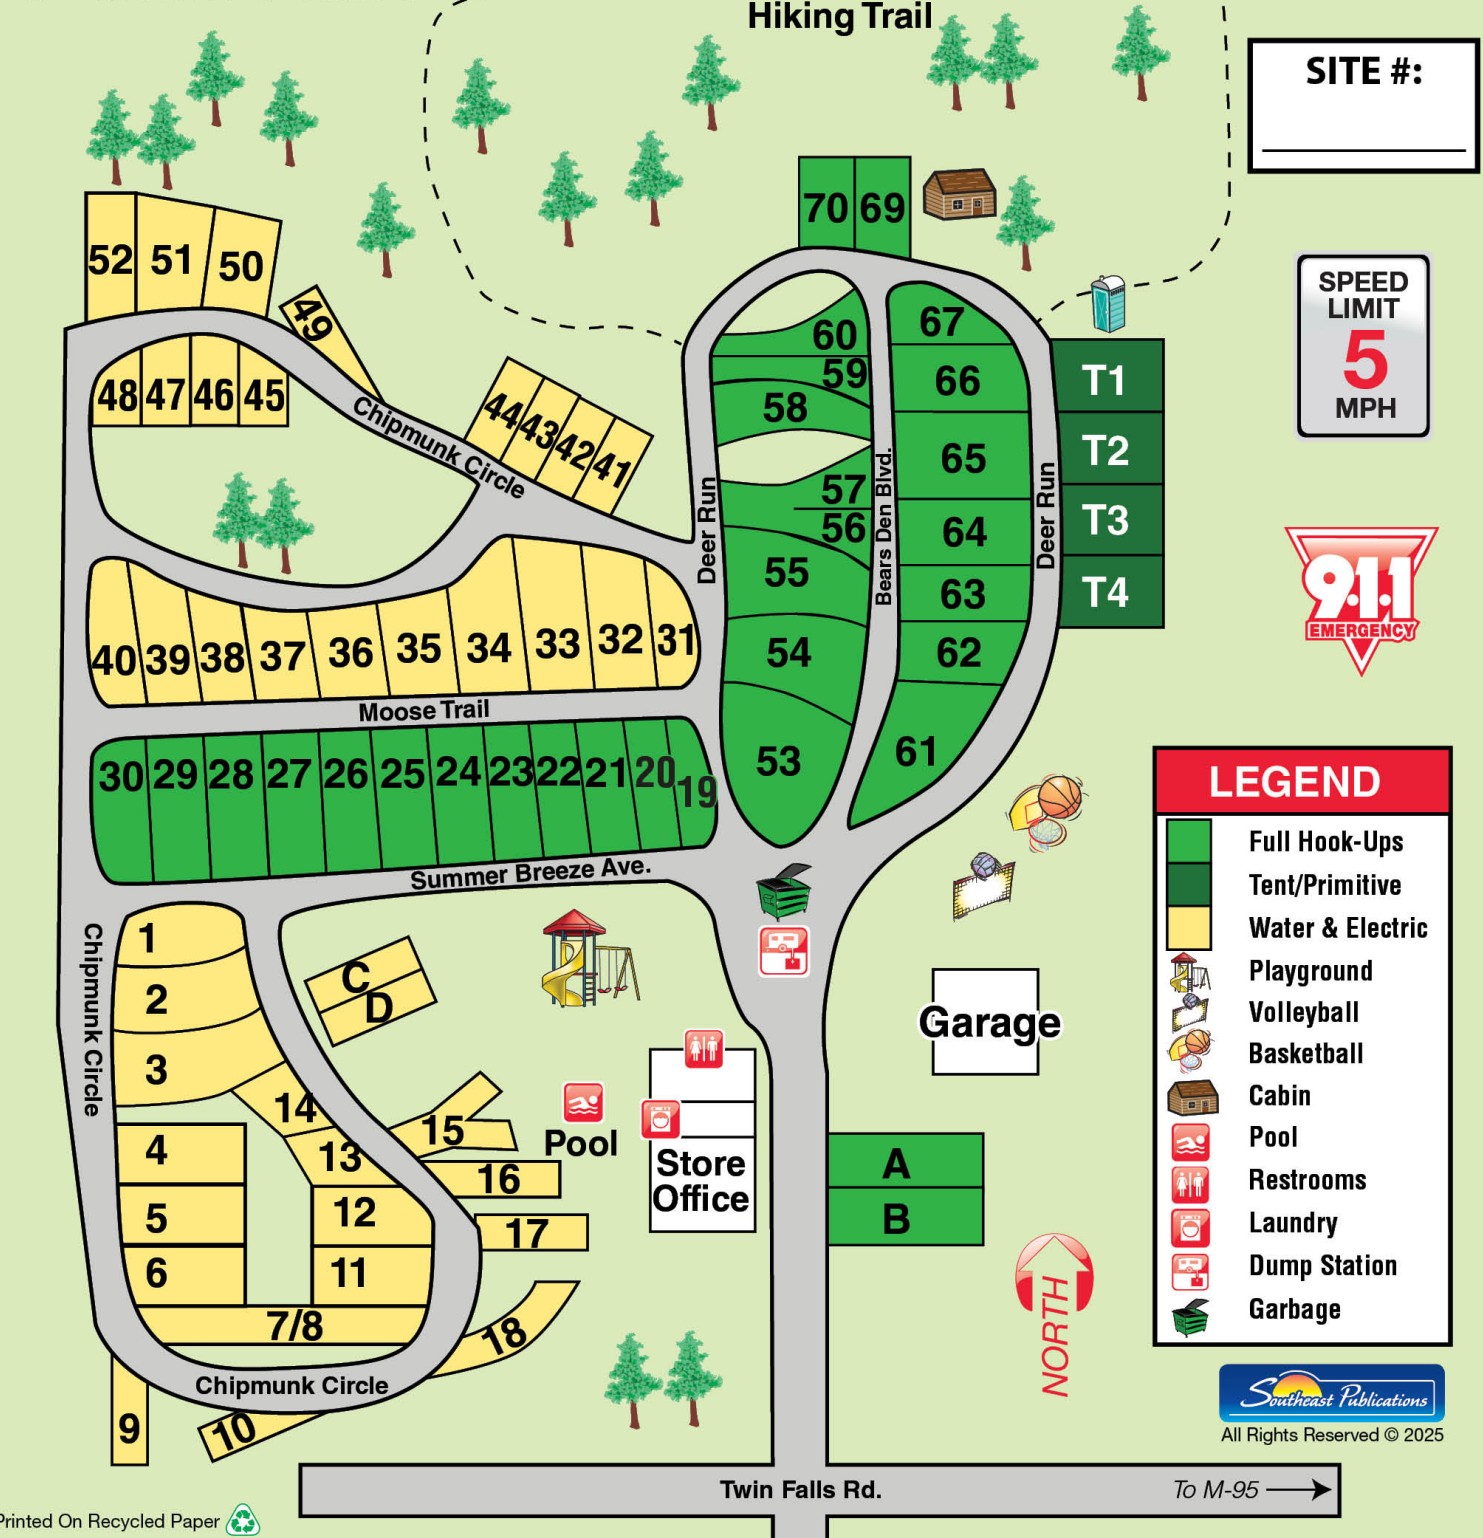 Hiking Trail
SITE #:
70 69
52 51 50
49
SPEED
LIMIT
5
MPH
60
59
58
67
66
T1
48 47 46 45
Chipmunk Circle
44 43 42 41
65
T2
Deer Run
57
56
Bears Den Blvd.
64
Deer Run
T3
55
63
T4
9.1.1
EMERGENCY
40 39 38 37 36 35 34 33 32 31
54
62
Moose Trail
53
61
30 29 28 27 26 25 24 23 22 21 20 19
Summer Breeze Ave.
LEGEND
Full Hook-Ups
Tent/Primitive
Water & Electric
Playground
Volleyball
Basketball
Cabin
Pool
Restrooms
Laundry
Dump Station
Garbage
Chipmunk Circle
1
2
3
C
D
Garage
14
13
15
16
Pool
Store
Office
A
B
4
5
6
12
11
17
7/8
18
NORTH
Chipmunk Circle
9
10
Southeast Publications
All Rights Reserved © 2025
Twin Falls Rd.
To M-95
Printed On Recycled Paper